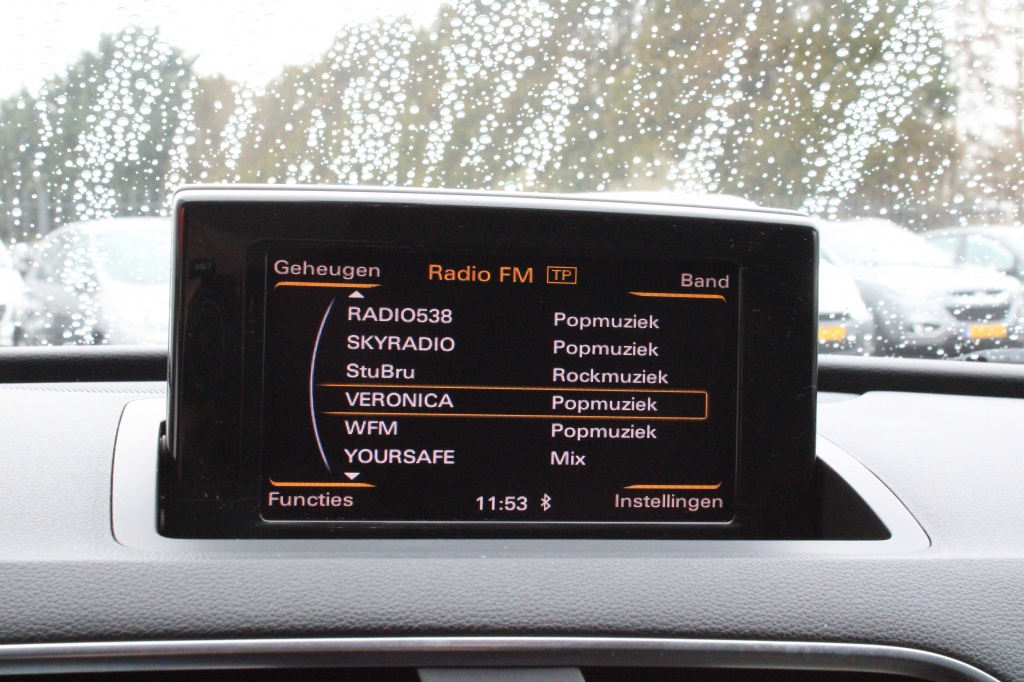 Geheugen Radio FM TP Band
RADIO538 Popmuziek
SKYRADIO Popmuziek
StuBru Rockmuziek
VERONICA Popmuziek
WFM Popmuziek
YOURSAFE Mix
Functies 11:53 Instellingen